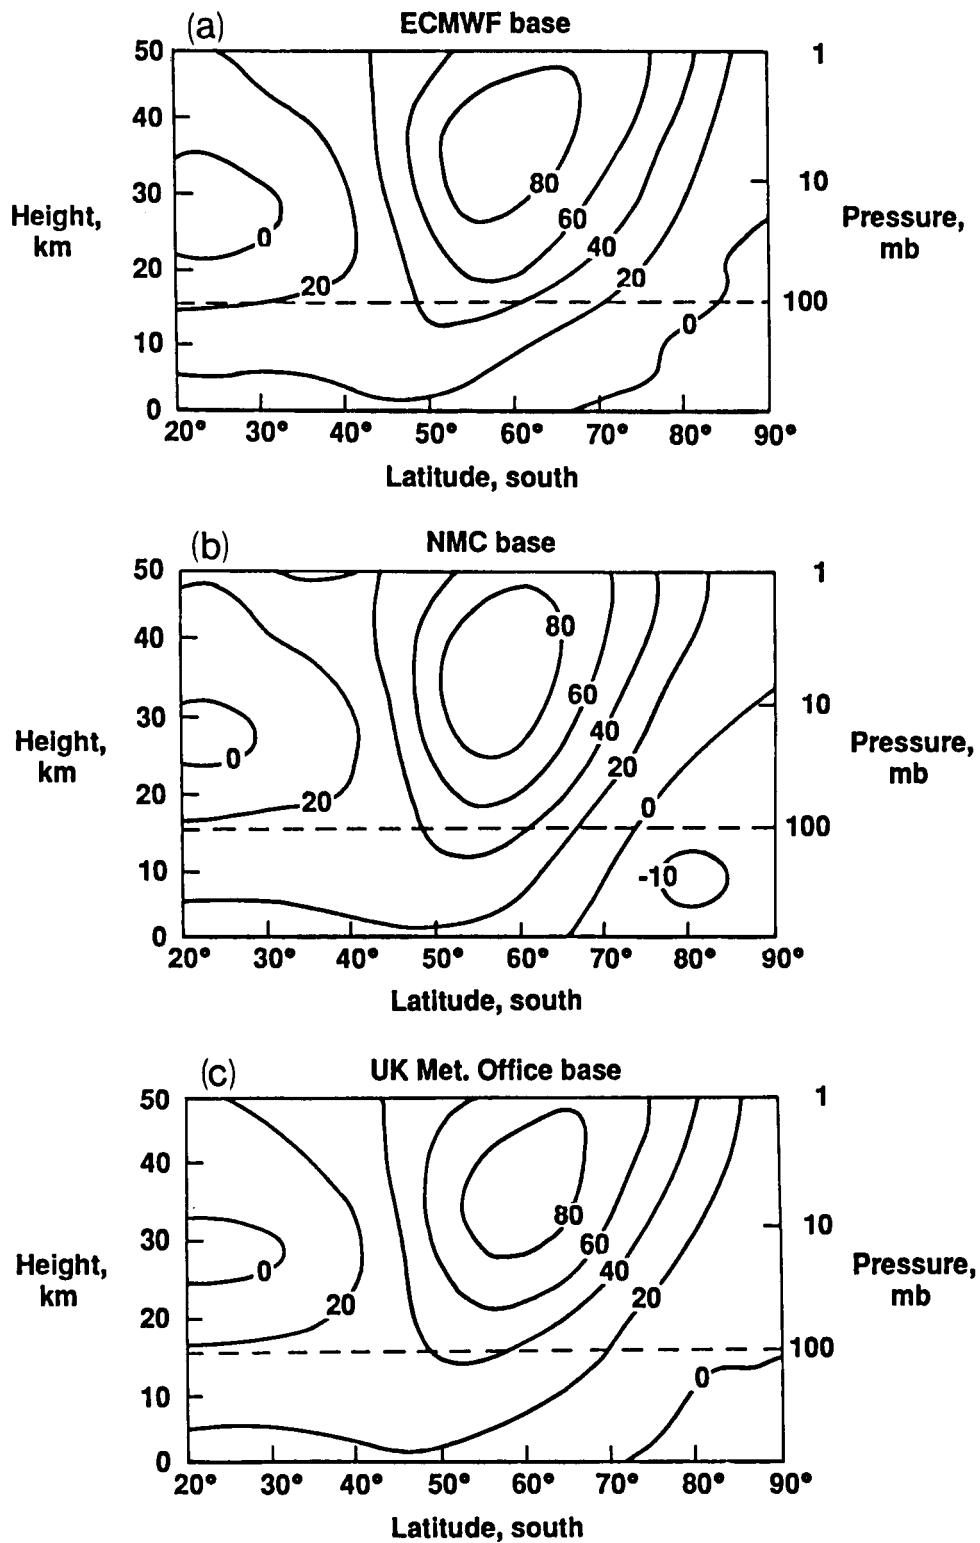 (a)
ECMWF base
50
40
30
20
10
0
Height,
km
1
10
100
Pressure,
mb
80
60
40
20
0
0
20
20° 30° 40° 50° 60° 70° 80° 90°
Latitude, south
(b)
NMC base
50
40
30
20
10
0
Height,
km
1
10
100
Pressure,
mb
80
60
40
20
0
-10
0
20
20° 30° 40° 50° 60° 70° 80° 90°
Latitude, south
(c)
UK Met. Office base
50
40
30
20
10
0
Height,
km
1
10
100
Pressure,
mb
80
60
40
20
0
0
20
20° 30° 40° 50° 60° 70° 80° 90°
Latitude, south